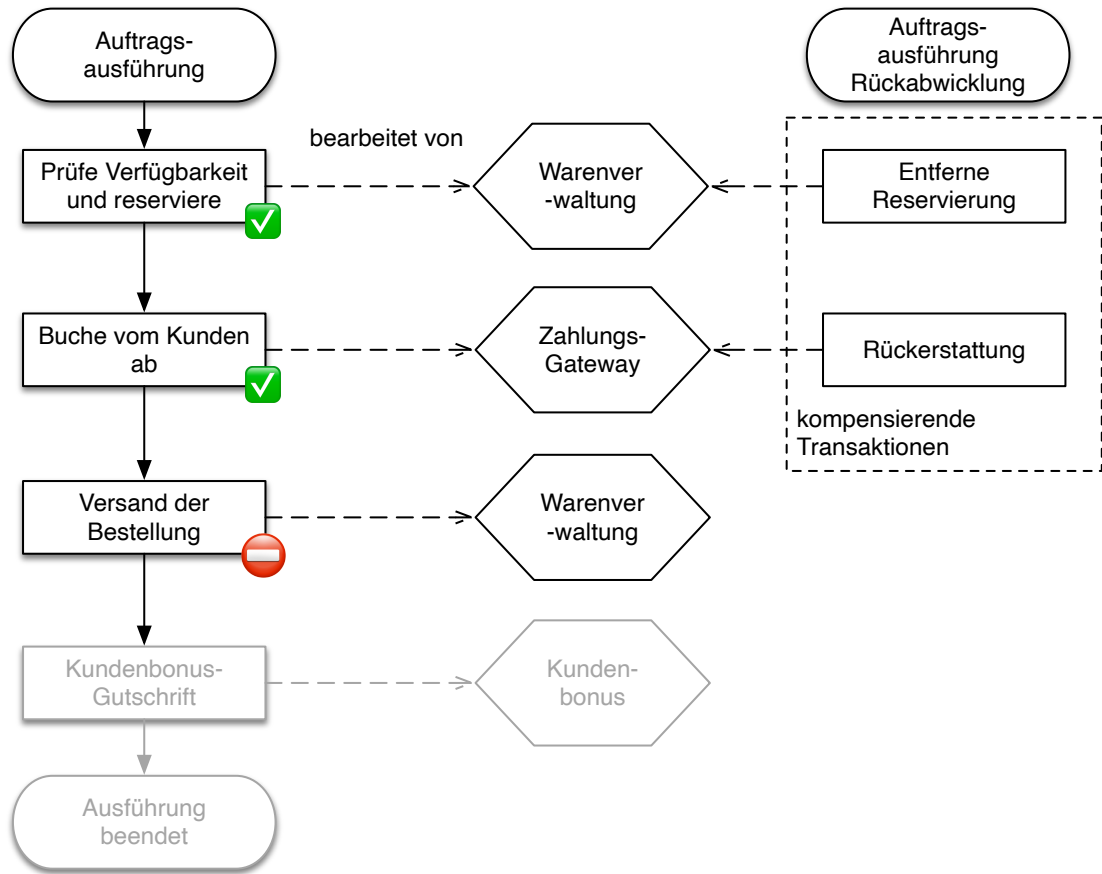 Auftrags-
ausführung
Auftrags-
ausführung
Rückabwicklung
bearbeitet von
Prüfe Verfügbarkeit
und reserviere
Warenver
-waltung
Entferne
Reservierung
Buche vom Kunden
ab
Zahlungs-
Gateway
Rückerstattung
kompensierende
Transaktionen
Versand der
Bestellung
Warenver
-waltung
Kundenbonus-
Gutschrift
Kunden-
bonus
Ausführung
beendet